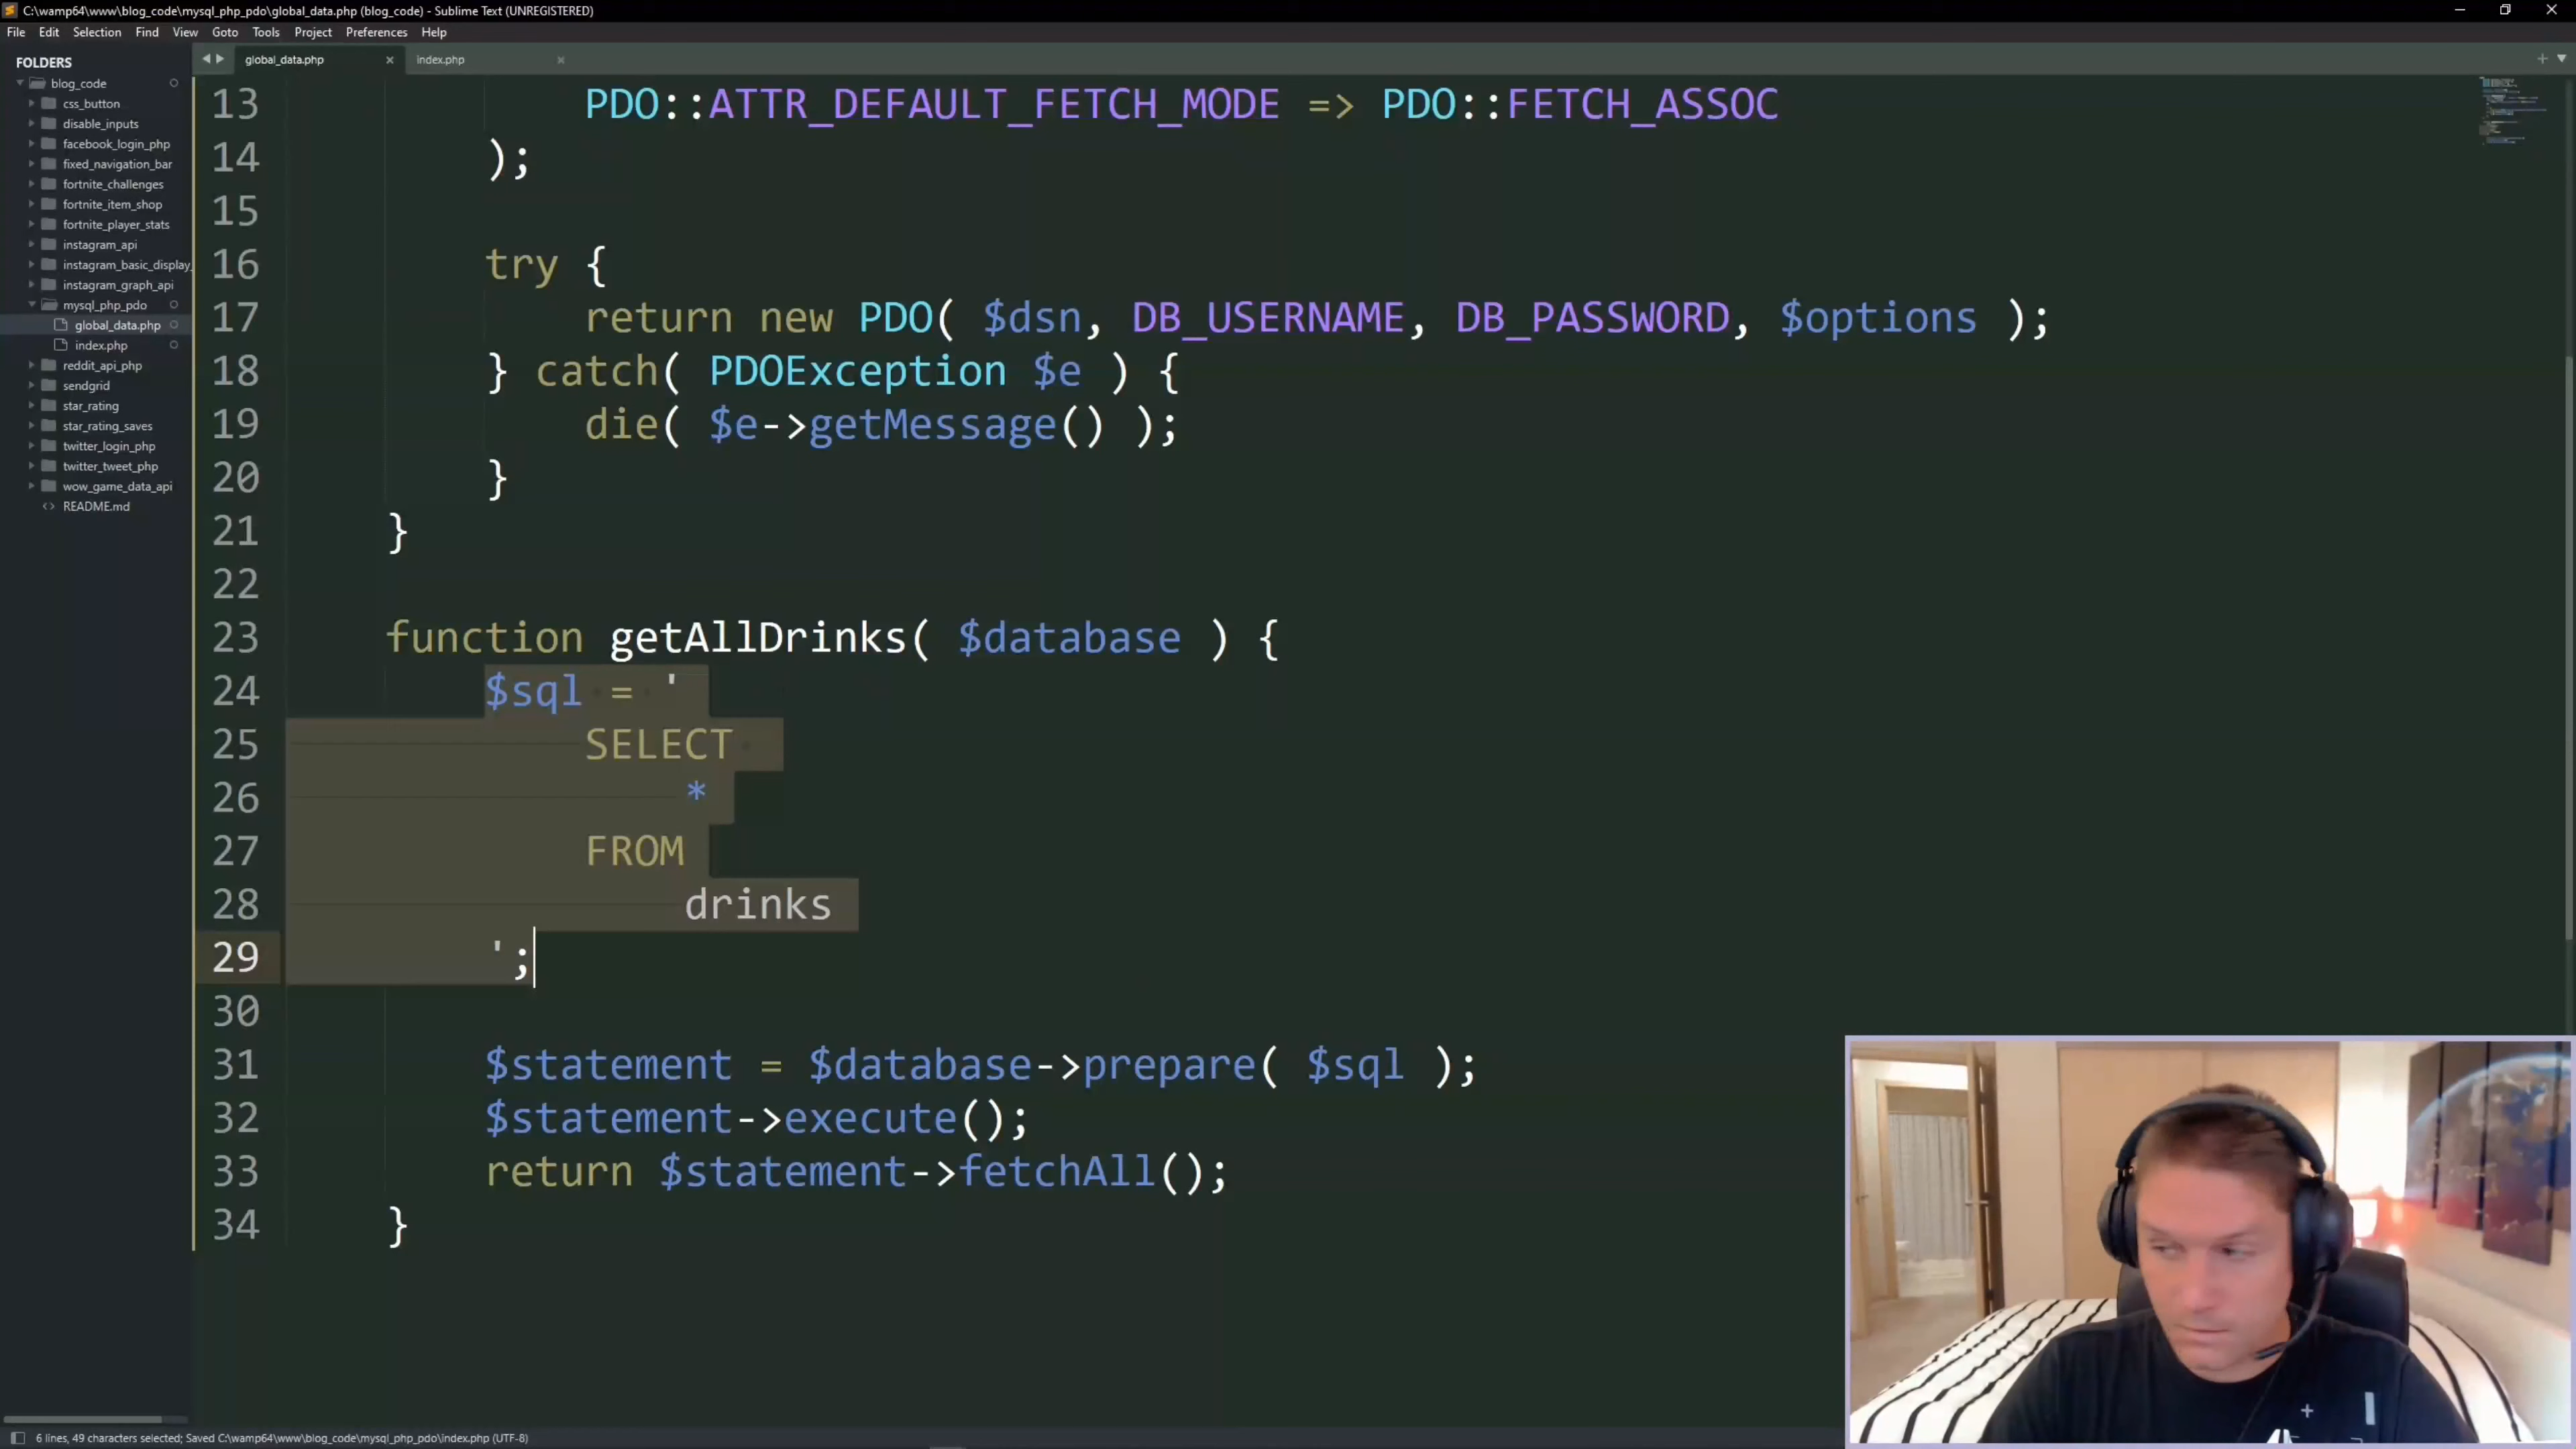 C:\wamp64\www\blog_code\mysql_php_pdo\global_data.php (blog_code) - Sublime Text (UNREGISTERED)
File Edit Selection Find View Goto Tools Project Preferences Help
FOLDERS
blog_code
css_button
disable_inputs
facebook_login_php
fixed_navigation_bar
fortnite_challenges
fortnite_item_shop
fortnite_player_stats
instagram_api
instagram_basic_display_
instagram_graph_api
mysql_php_pdo
global_data.php
index.php
reddit_api_php
sendgrid
star_rating
star_rating_saves
twitter_login_php
twitter_tweet_php
wow_game_data_api
README.md
global_data.php index.php
13 PDO::ATTR_DEFAULT_FETCH_MODE => PDO::FETCH_ASSOC
14 );
15
16 try {
17 return new PDO( $dsn, DB_USERNAME, DB_PASSWORD, $options );
18 } catch( PDOException $e ) {
19 die( $e->getMessage() );
20 }
21 }
22
23 function getAllDrinks( $database ) {
24 $sql = '
25 SELECT
26 *
27 FROM
28 drinks
29 ';
30
31 $statement = $database->prepare( $sql );
32 $statement->execute();
33 return $statement->fetchAll();
34 }
6 lines, 49 characters selected; Saved C:\wamp64\www\blog_code\mysql_php_pdo\index.php (UTF-8)